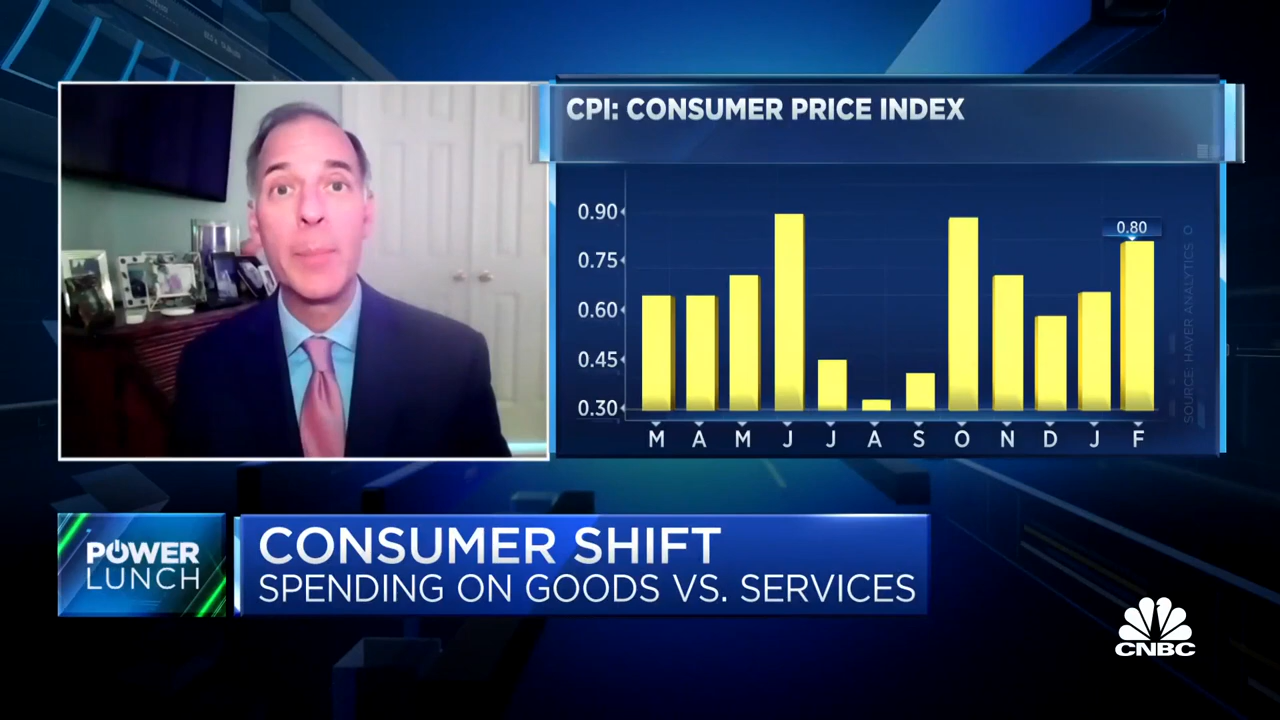 CPI: CONSUMER PRICE INDEX
0.90
0.75
0.60
0.45
0.30
0.80
M A M J J A S O N D J F
SOURCE: HAVER ANALYTICS
POWER
LUNCH
CONSUMER SHIFT
SPENDING ON GOODS VS. SERVICES
CNBC